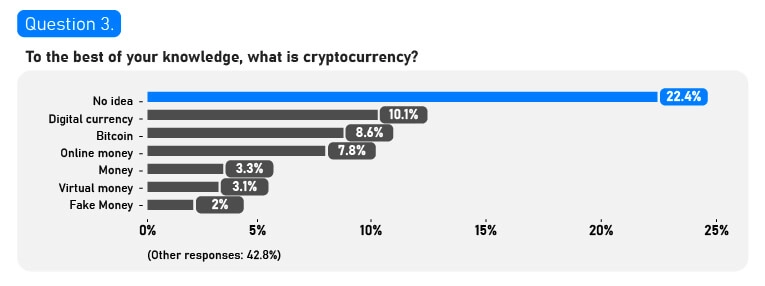 Question 3.
To the best of your knowledge, what is cryptocurrency?
No idea - 22.4%
Digital currency - 10.1%
Bitcoin - 8.6%
Online money - 7.8%
Money - 3.3%
Virtual money - 3.1%
Fake Money - 2%
0% 5% 10% 15% 20% 25%
(Other responses: 42.8%)